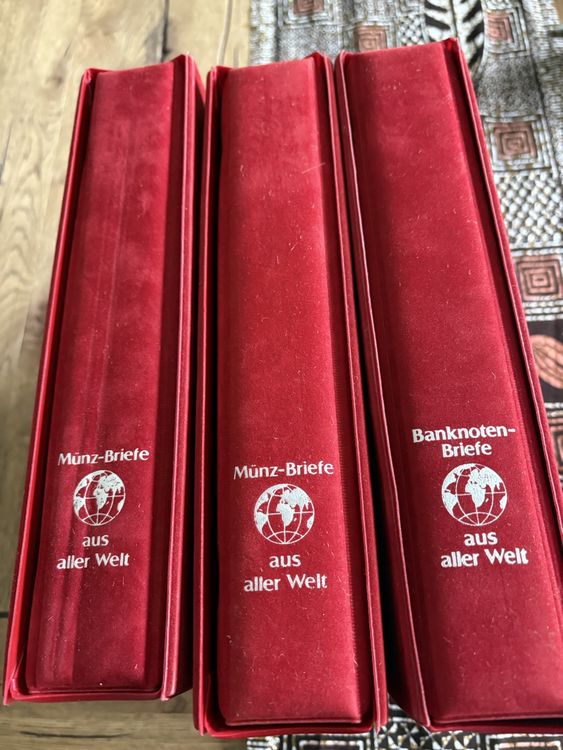 Münz-Briefe
aus
aller Welt
Münz-Briefe
aus
aller Welt
Banknoten-
Briefe
aus
aller Welt